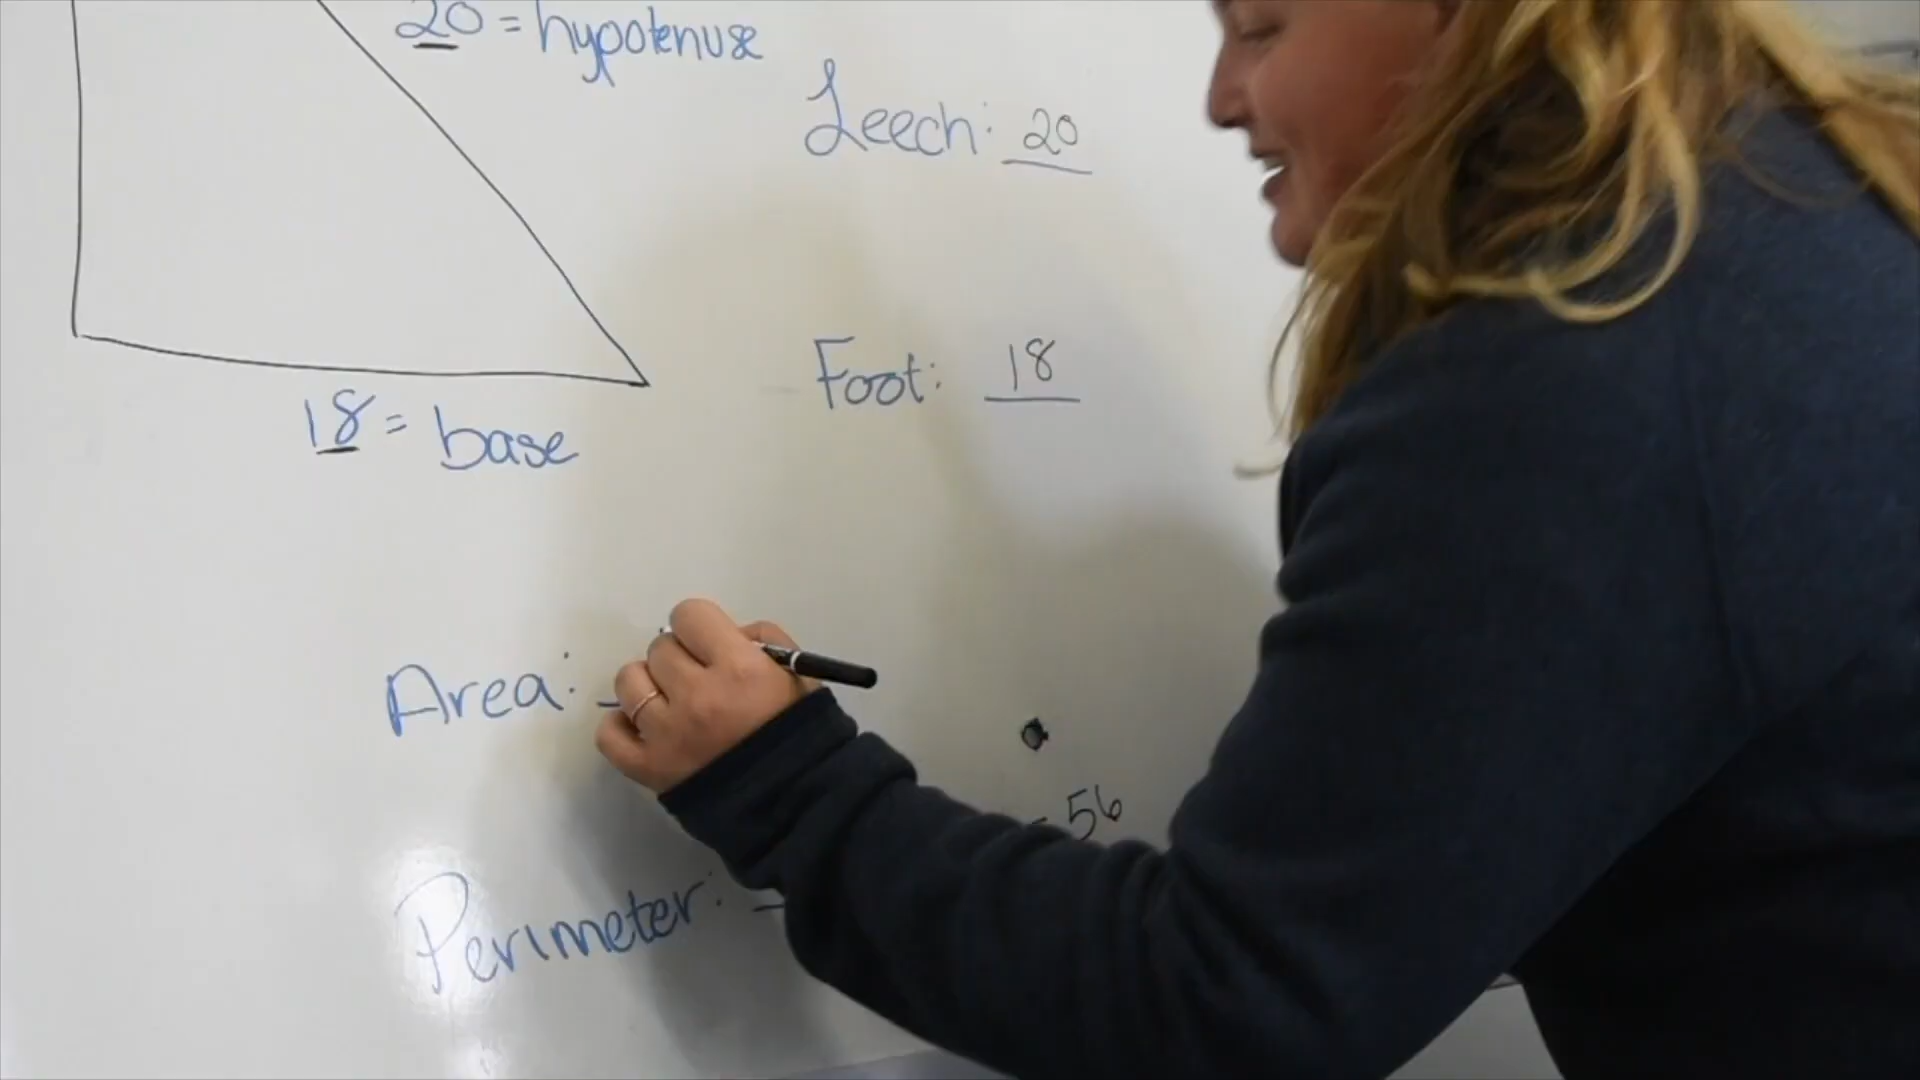 20 = hypotenuse
Leech: 20
Foot: 18
18 = base
Area:
= 56
Perimeter: